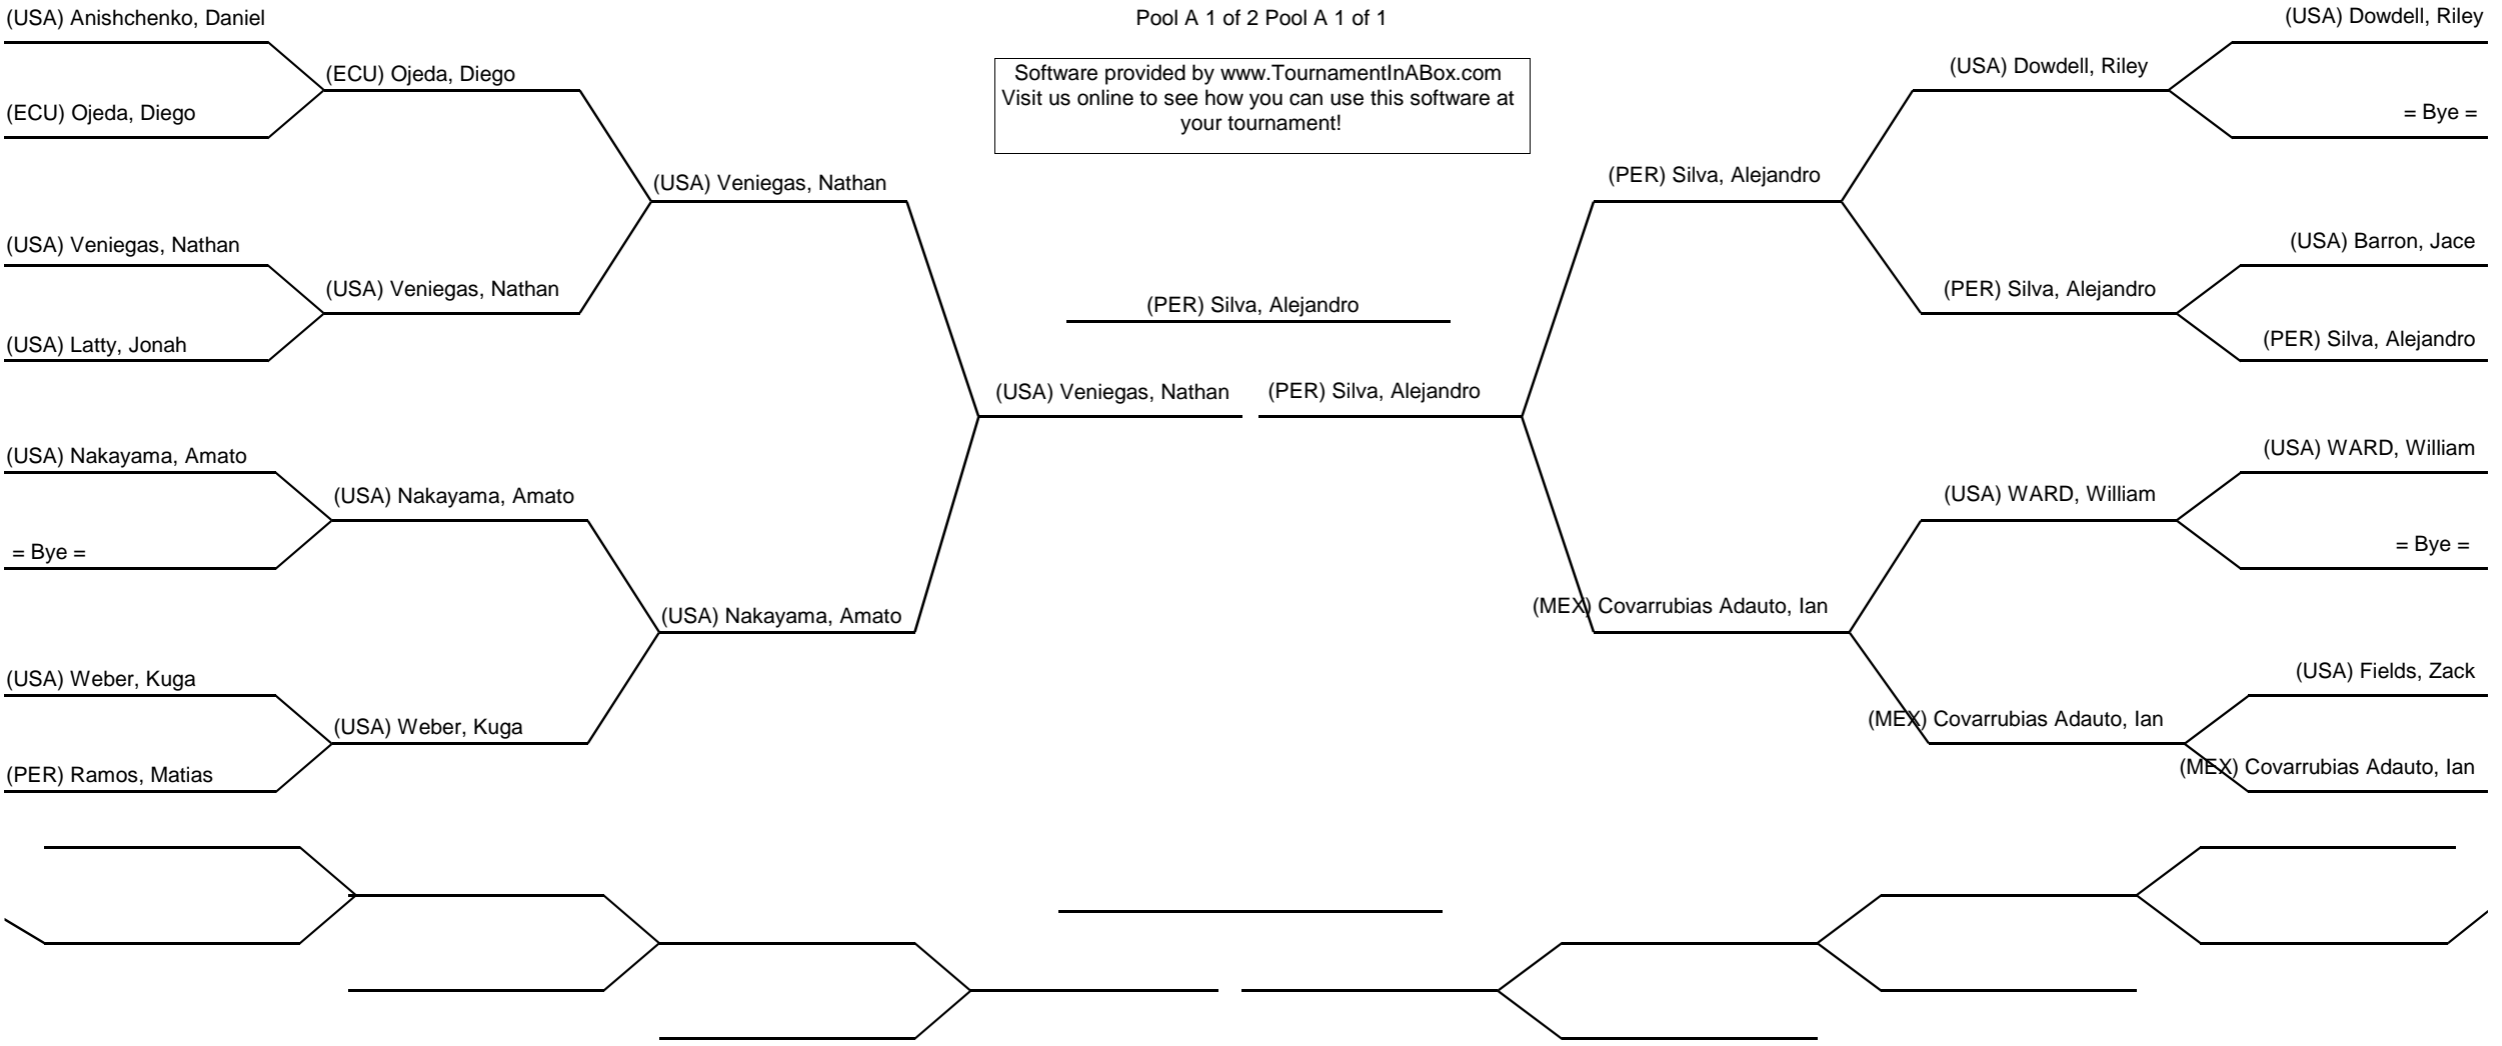 (USA) Anishchenko, Daniel
(ECU) Ojeda, Diego
(USA) Veniegas, Nathan
(USA) Latty, Jonah
(USA) Nakayama, Amato
= Bye =
(USA) Weber, Kuga
(PER) Ramos, Matias
(ECU) Ojeda, Diego
(USA) Veniegas, Nathan
(USA) Nakayama, Amato
(USA) Weber, Kuga
(USA) Veniegas, Nathan
(USA) Nakayama, Amato
(USA) Veniegas, Nathan
Pool A 1 of 2 Pool A 1 of 1
Software provided by www.TournamentInABox.com
Visit us online to see how you can use this software at
your tournament!
(PER) Silva, Alejandro
(PER) Silva, Alejandro
(PER) Silva, Alejandro
(MEX) Covarrubias Adauto, Ian
(USA) Dowdell, Riley
(PER) Silva, Alejandro
(USA) WARD, William
(MEX) Covarrubias Adauto, Ian
(USA) Dowdell, Riley
= Bye =
(USA) Barron, Jace
(PER) Silva, Alejandro
(USA) WARD, William
= Bye =
(USA) Fields, Zack
(MEX) Covarrubias Adauto, Ian